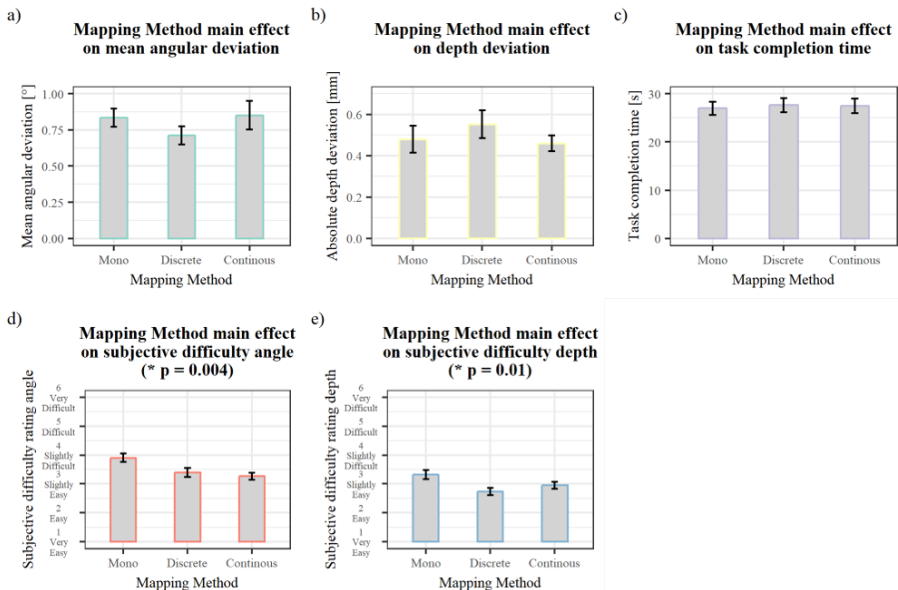 a)
Mapping Method main effect
on mean angular deviation
Mean angular deviation [°]
1.00
0.75
0.50
0.25
0.00
Mono Discrete Continous
Mapping Method
b)
Mapping Method main effect
on depth deviation
Absolute depth deviation [mm]
0.6
0.4
0.2
0.0
Mono Discrete Continous
Mapping Method
c)
Mapping Method main effect
on task completion time
Task completion time [s]
30
20
10
0
Mono Discrete Continous
Mapping Method
d)
Mapping Method main effect
on subjective difficulty angle
(* p = 0.004)
Subjective difficulty rating angle
6
Very
Difficult
5
Difficult
4
Slightly
Difficult
3
Slightly
Easy
2
Easy
1
Very
Easy
Mono Discrete Continous
Mapping Method
e)
Mapping Method main effect
on subjective difficulty depth
(* p = 0.01)
Subjective difficulty rating depth
6
Very
Difficult
5
Difficult
4
Slightly
Difficult
3
Slightly
Easy
2
Easy
1
Very
Easy
Mono Discrete Continous
Mapping Method